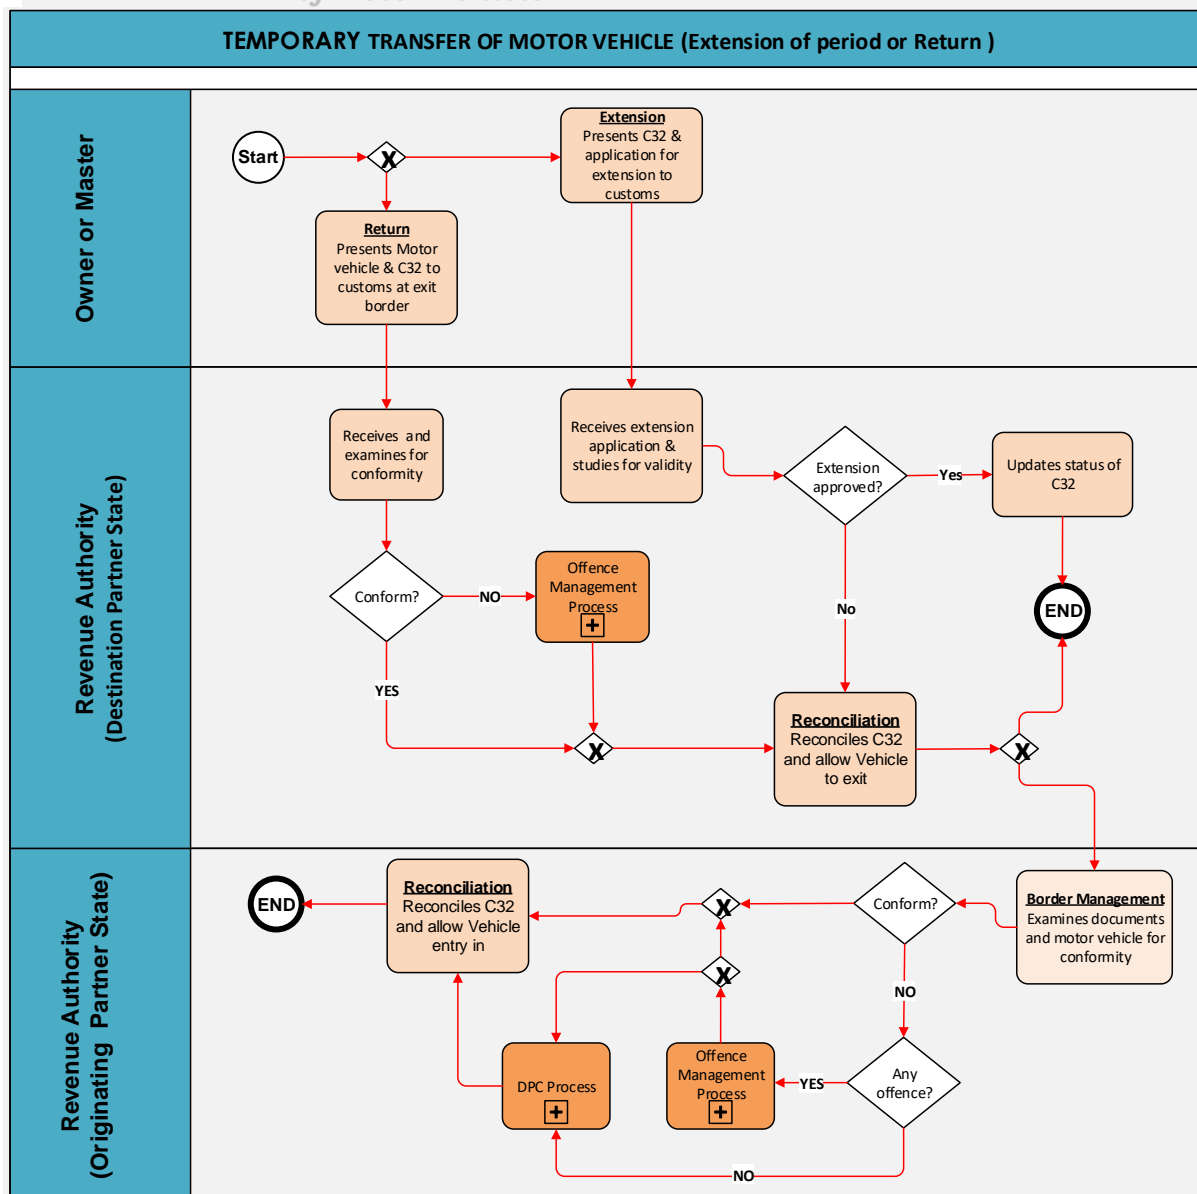 TEMPORARY TRANSFER OF MOTOR VEHICLE (Extension of period or Return )
Owner or Master
Start
X
Extension
Presents C32 &
application for
extension to
customs
Return
Presents Motor
vehicle & C32 to
customs at exit
border
Revenue Authority
(Destination Partner State)
Receives and
examines for
conformity
Receives extension
application &
studies for validity
Extension
approved?
Yes
Updates status of
C32
Conform?
NO
Offence
Management
Process
No
END
YES
X
Reconciliation
Reconciles C32
and allow Vehicle
to exit
X
Revenue Authority
(Originating Partner State)
END
Reconciliation
Reconciles C32
and allow Vehicle
entry in
X
Conform?
Border Management
Examines documents
and motor vehicle for
conformity
X
NO
DPC Process
Offence
Management
Process
YES
Any
offence?
NO